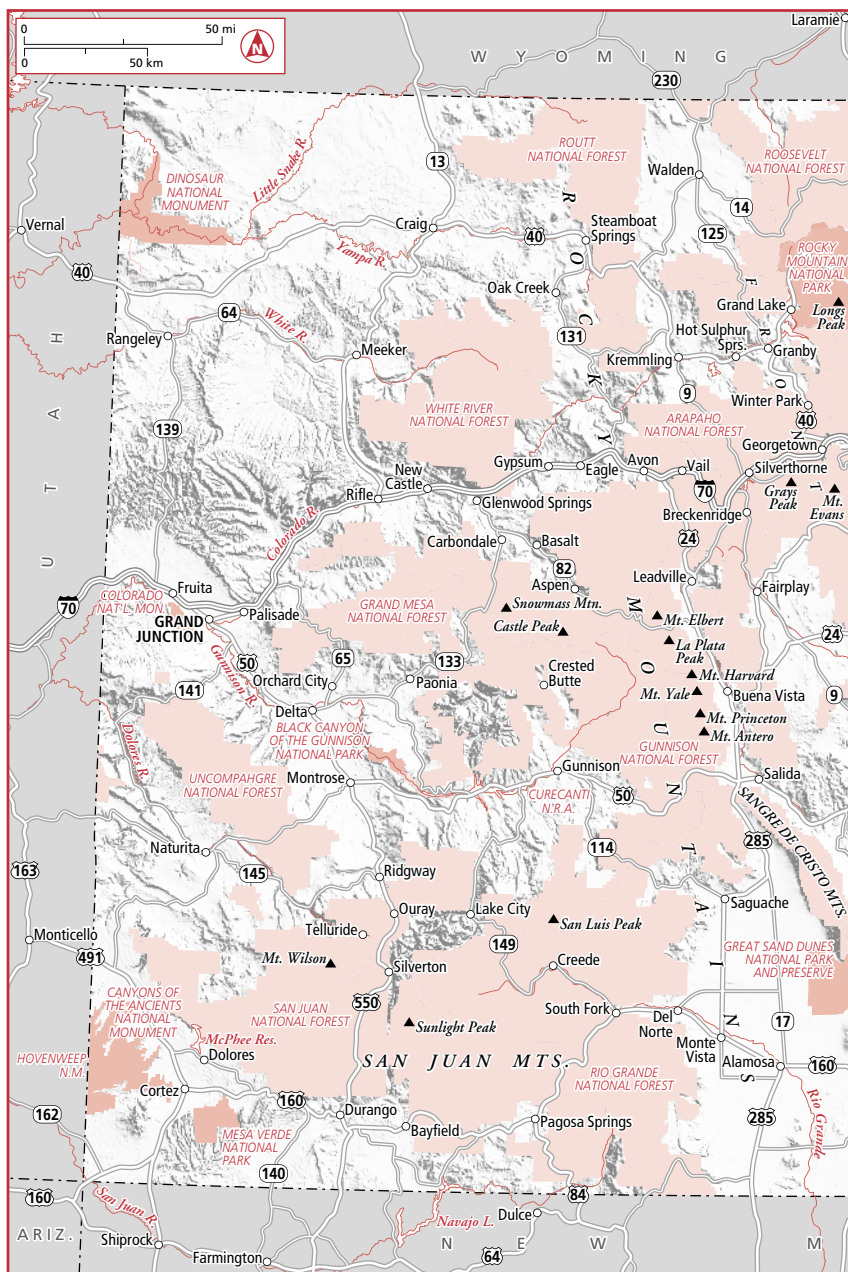 0 50 mi
0 50 km
N
Laramie
W Y O M I N G
230
13
ROUTT
NATIONAL FOREST
ROOSEVELT
NATIONAL FOREST
Walden
14
125
DINOSAUR
NATIONAL
MONUMENT
Little Snake R.
Vernal
Craig
40
Steamboat
Springs
Yampa R.
40
ROCKY
MOUNTAIN
NATIONAL
PARK
Oak Creek
Grand Lake
Longs
Peak
64
White R.
131
Hot Sulphur
Sprs.
Rangeley
Meeker
Kremmling
Granby
9
Winter Park
WHITE RIVER
NATIONAL FOREST
ARAPAHO
NATIONAL FOREST
40
139
Georgetown
U T A H
R O C K Y
M O U N T A I N S
F R O N T
Gypsum
Eagle
Avon
Vail
Silverthorne
New
Castle
Rifle
Glenwood Springs
70
Grays
Peak
Mt.
Evans
Breckenridge
Colorado R.
Carbondale
Basalt
24
82
Aspen
Leadville
Fairplay
COLORADO
NAT'L. MON.
Fruita
70
Palisade
GRAND
JUNCTION
GRAND MESA
NATIONAL FOREST
Snowmass Mtn.
Castle Peak
Mt. Elbert
La Plata
Peak
24
Gunnison R.
50
65
133
Mt. Harvard
141
Orchard City
Paonia
Crested
Butte
Mt. Yale
Buena Vista
9
Delta
Mt. Princeton
Mt. Antero
Dolores R.
BLACK CANYON
OF THE GUNNISON
NATIONAL PARK
GUNNISON
NATIONAL
FOREST
UNCOMPAHGRE
NATIONAL FOREST
Montrose
Gunnison
Salida
CURECANTI
N.R.A.
50
SANGRE DE CRISTO MTS.
Naturita
114
285
163
145
Ridgway
Saguache
Telluride
Ouray
Lake City
San Luis Peak
Monticello
149
491
Mt. Wilson
Silverton
Creede
GREAT SAND DUNES
NATIONAL PARK
AND PRESERVE
CANYONS OF
THE ANCIENTS
NATIONAL
MONUMENT
SAN JUAN
NATIONAL FOREST
550
South Fork
Del
Norte
17
Sunlight Peak
McPhee Res.
Monte
Vista
HOVENWEEP
N.M.
Dolores
SAN JUAN MTS.
Alamosa
160
RIO GRANDE
NATIONAL FOREST
Cortez
160
162
Durango
Rio Grande
285
Bayfield
Pagosa Springs
MESA VERDE
NATIONAL
PARK
140
160
San Juan R.
84
Navajo L.
Dulce
ARIZ.
Shiprock
Farmington
64
N E W M